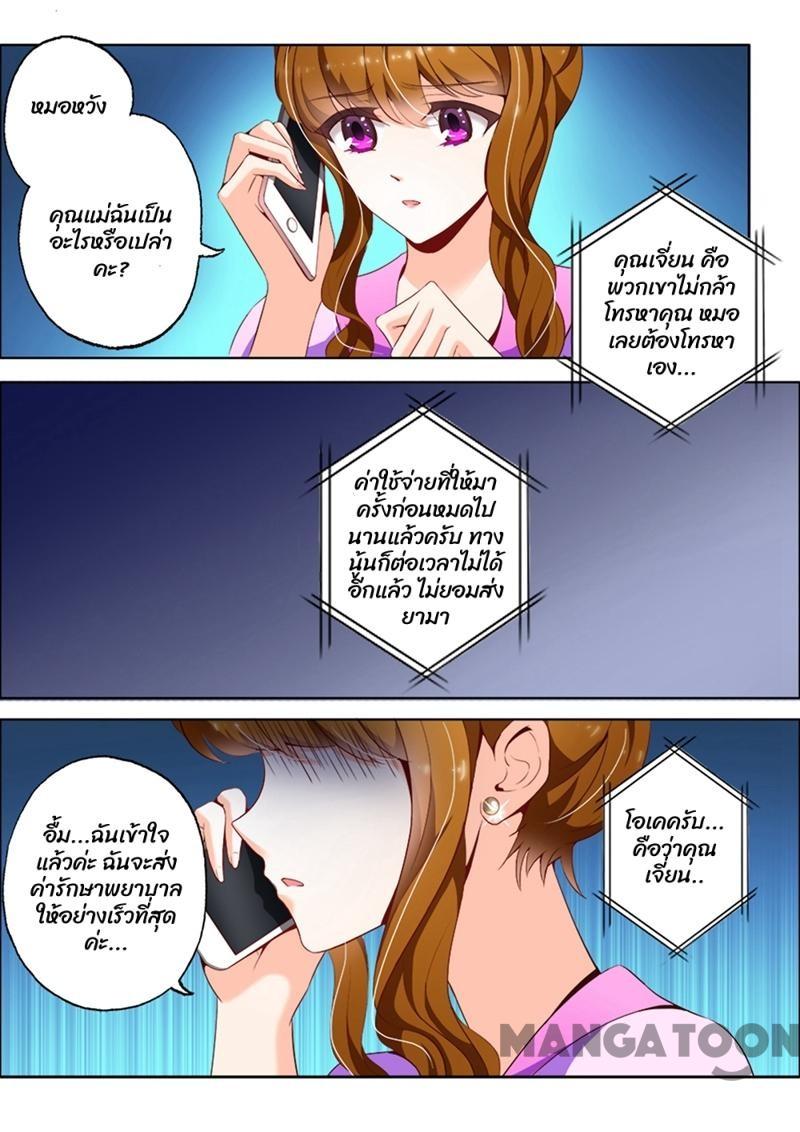 หมอหวัง
คุณแม่ฉันเป็น
อะไรหรือเปล่า
คะ?
คุณเจี่ยน คือ
พวกเขาไม่กล้า
โทรหาคุณ หมอ
เลยต้องโทรหา
เอง...
ค่าใช้จ่ายที่ให้มา
ครั้งก่อนหมดไป
นานแล้วครับ ทาง
นู้นก็ต่อเวลาไม่ได้
อีกแล้ว ไม่ยอมส่ง
ยามา
อื้ม...ฉันเข้าใจ
แล้วค่ะ ฉันจะส่ง
ค่ารักษาพยาบาล
ให้อย่างเร็วที่สุด
ค่ะ...
โอเคครับ...
คือว่าคุณ
เจี่ยน..
MANGATOON